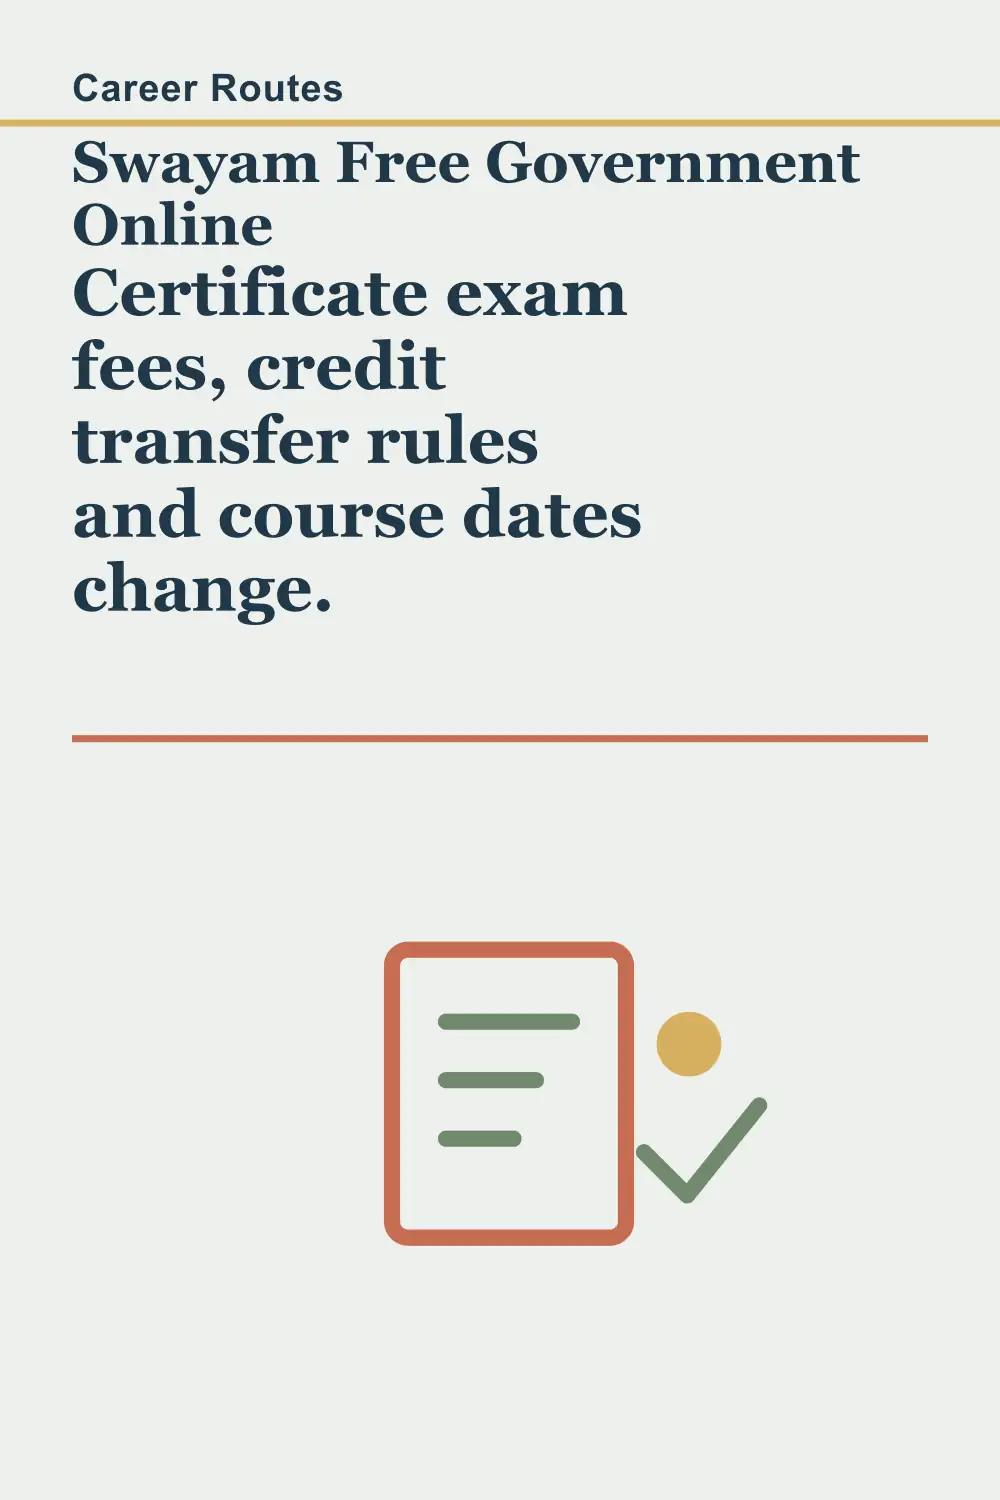 Career Routes
Swayam Free Government
Online
Certificate exam
fees, credit
transfer rules
and course dates
change.